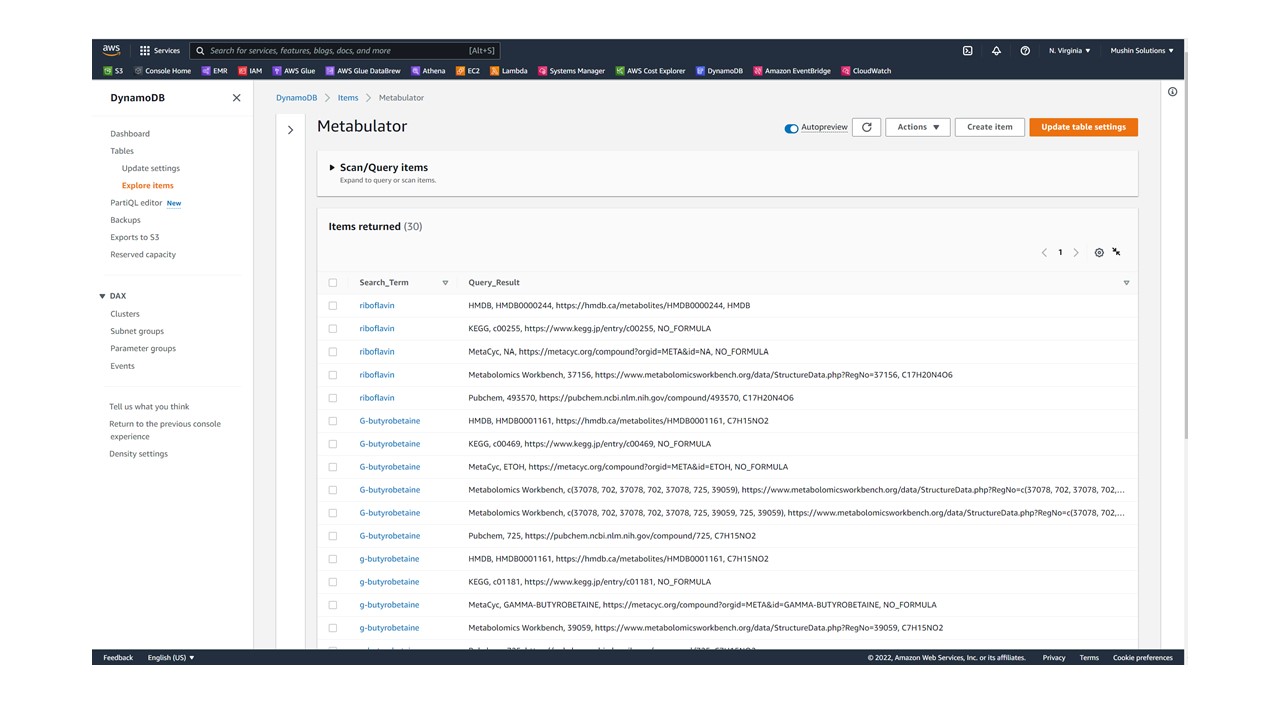 aws
Services
Search for services, features, blogs, docs, and more
[Alt+S]
N. Virginia ▼
Mushin Solutions ▼
S3
Console Home
EMR
IAM
AWS Glue
AWS Glue DataBrew
Athena
EC2
Lambda
Systems Manager
AWS Cost Explorer
DynamoDB
Amazon EventBridge
CloudWatch
DynamoDB
Dashboard
Tables
Update settings
Explore items
PartiQL editor New
Backups
Exports to S3
Reserved capacity
▼ DAX
Clusters
Subnet groups
Parameter groups
Events
Tell us what you think
Return to the previous console
experience
Density settings
DynamoDB > Items > Metabulator
Metabulator
Autopreview
Actions ▼
Create item
Update table settings
Scan/Query items
Expand to query or scan items.
Items returned (30)
< 1 >
Search_Term Query_Result
riboflavin HMDB, HMDB0000244, https://hmdb.ca/metabolites/HMDB0000244, HMDB
riboflavin KEGG, c00255, https://www.kegg.jp/entry/c00255, NO_FORMULA
riboflavin MetaCyc, NA, https://metacyc.org/compound?orgid=META&id=NA, NO_FORMULA
riboflavin Metabolomics Workbench, 37156, https://www.metabolomicsworkbench.org/data/StructureData.php?RegNo=37156, C17H20N4O6
riboflavin Pubchem, 493570, https://pubchem.ncbi.nlm.nih.gov/compound/493570, C17H20N4O6
G-butyrobetaine HMDB, HMDB0001161, https://hmdb.ca/metabolites/HMDB0001161, C7H15NO2
G-butyrobetaine KEGG, c00469, https://www.kegg.jp/entry/c00469, NO_FORMULA
G-butyrobetaine MetaCyc, ETOH, https://metacyc.org/compound?orgid=META&id=ETOH, NO_FORMULA
G-butyrobetaine Metabolomics Workbench, c(37078, 702, 37078, 702, 37078, 725, 39059), https://www.metabolomicsworkbench.org/data/StructureData.php?RegNo=c(37078, 702, 37078, 702,...
G-butyrobetaine Metabolomics Workbench, c(37078, 702, 37078, 702, 37078, 725, 39059, 725, 39059), https://www.metabolomicsworkbench.org/data/StructureData.php?RegNo=c(37078, 702,...
G-butyrobetaine Pubchem, 725, https://pubchem.ncbi.nlm.nih.gov/compound/725, C7H15NO2
g-butyrobetaine HMDB, HMDB0001161, https://hmdb.ca/metabolites/HMDB0001161, C7H15NO2
g-butyrobetaine KEGG, c01181, https://www.kegg.jp/entry/c01181, NO_FORMULA
g-butyrobetaine MetaCyc, GAMMA-BUTYROBETAINE, https://metacyc.org/compound?orgid=META&id=GAMMA-BUTYROBETAINE, NO_FORMULA
g-butyrobetaine Metabolomics Workbench, 39059, https://www.metabolomicsworkbench.org/data/StructureData.php?RegNo=39059, C7H15NO2
Feedback
English (US) ▼
© 2022, Amazon Web Services, Inc. or its affiliates.
Privacy
Terms
Cookie preferences